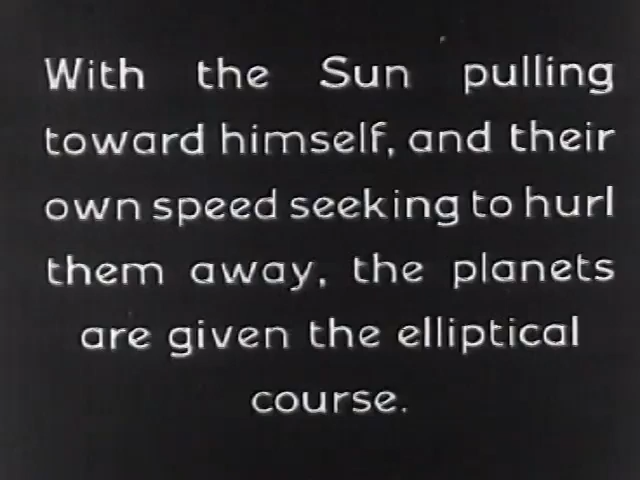 With the Sun pulling
toward himself, and their
own speed seeking to hurl
them away, the planets
are given the elliptical
course.